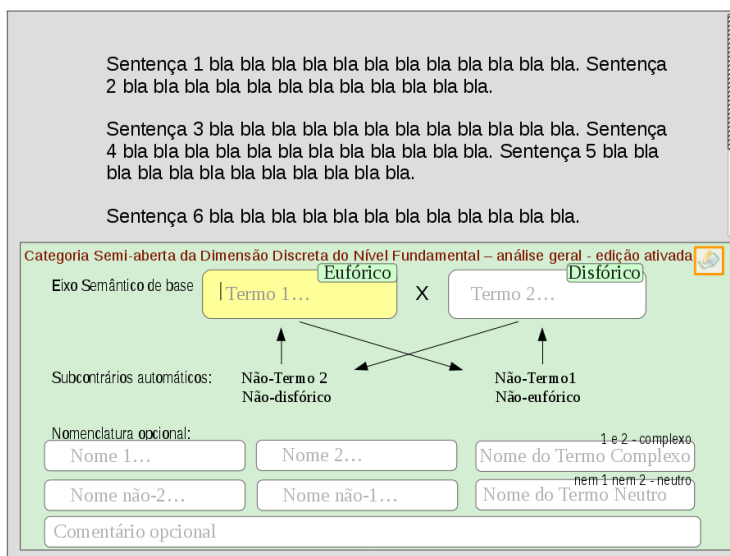 Sentença 1 bla bla bla bla bla bla bla bla bla bla bla bla. Sentença
2 bla bla bla bla bla bla bla bla bla bla bla bla.
Sentença 3 bla bla bla bla bla bla bla bla bla bla bla bla. Sentença
4 bla bla bla bla bla bla bla bla bla bla bla bla. Sentença 5 bla bla
bla bla bla bla bla bla bla bla bla bla.
Sentença 6 bla bla bla bla bla bla bla bla bla bla bla bla.
Categoria Semi-aberta da Dimensão Discreta do Nível Fundamental – análise geral - edição ativada
Eufórico Disfórico
Eixo Semântico de base Termo 1… X Termo 2…
Subcontrários automáticos: Não-Termo 2 Não-Termo1
Não-disfórico Não-eufórico
Nomenclatura opcional: 1 e 2 - complexo
Nome 1… Nome 2… Nome do Termo Complexo
nem 1 nem 2 - neutro
Nome não-2… Nome não-1… Nome do Termo Neutro
Comentário opcional